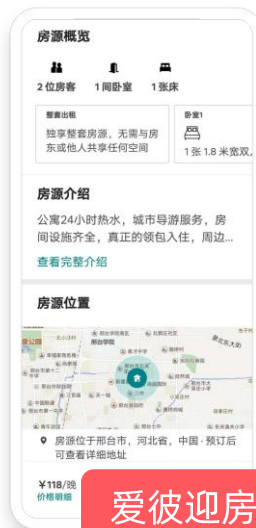 房源概览
2 位房客 1 间卧室 1 张床
整套出租
独享整套房源，无需与房
东或他人共享任何空间
卧室1
1 张 1.8 米宽双
房源介绍
公寓24小时热水，城市导游服务，房
间设施齐全，真正的领包入住，周边...
查看完整介绍
房源位置
邢台学院
房源位于邢台市，河北省，中国 · 预订后
可查看详细地址
¥118/晚
价格明细
爱彼迎房